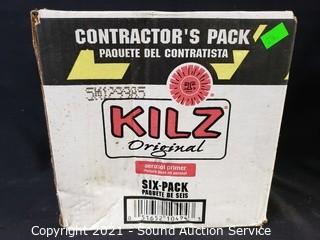 CONTRACTOR'S PACK
PAQUETE DEL CONTRATISTA
SW129985
KILZ
Original
aerosol primer
SIX-PACK
PAQUETE DE SEIS
Copyright 2021 - Sound Auction Service